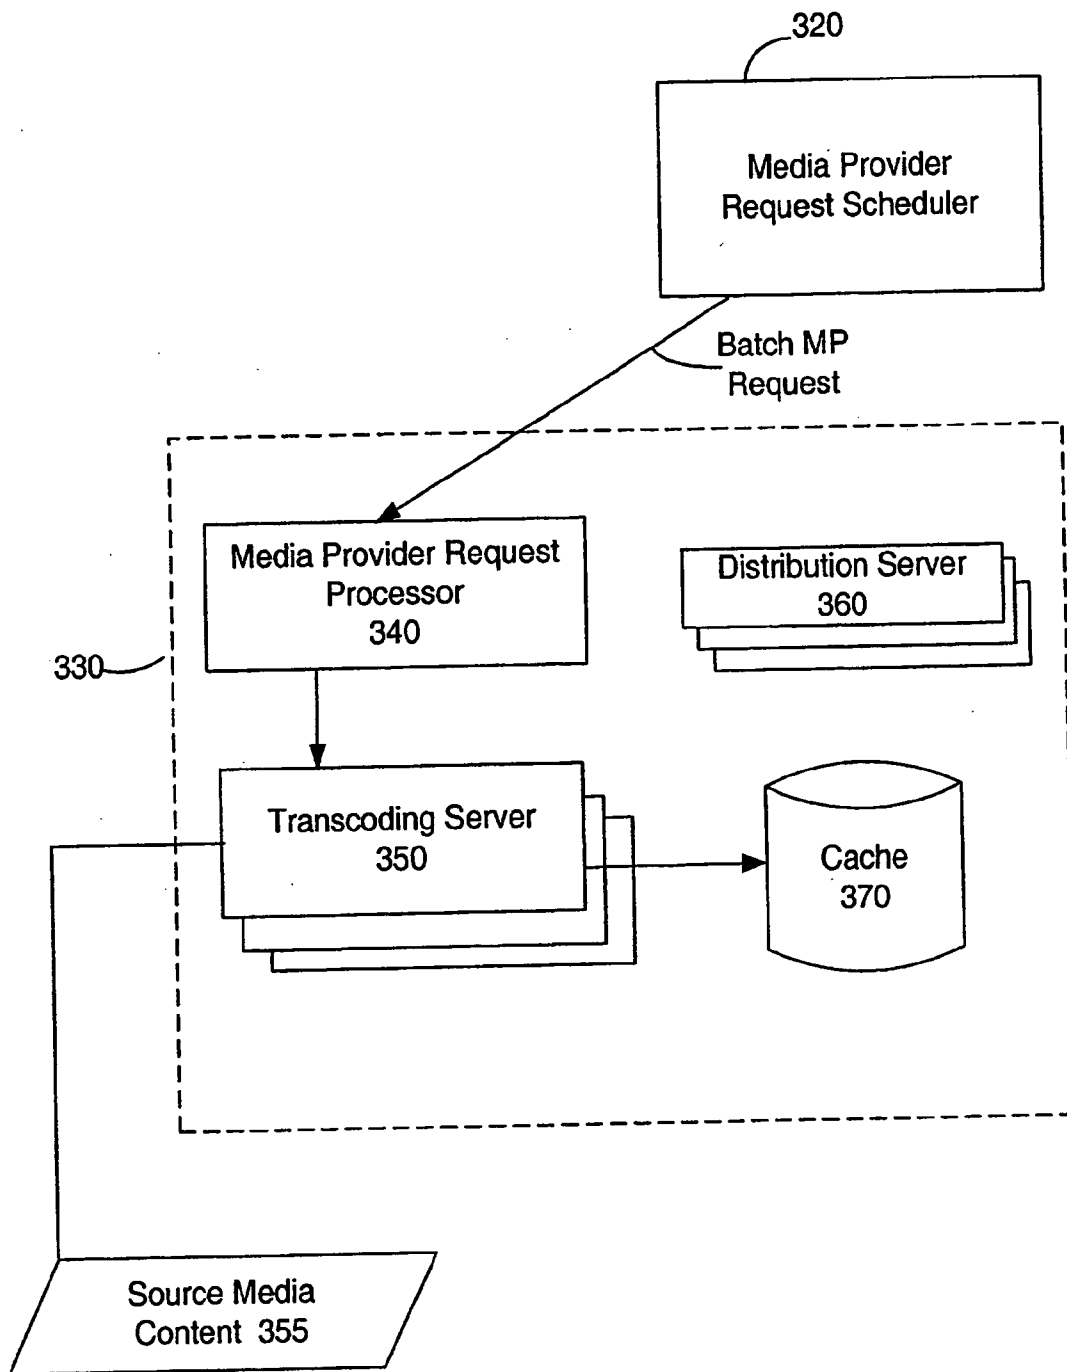 320
Media Provider
Request Scheduler
Batch MP
Request
Media Provider Request
Processor
340
Distribution Server
360
330
Transcoding Server
350
Cache
370
Source Media
Content 355